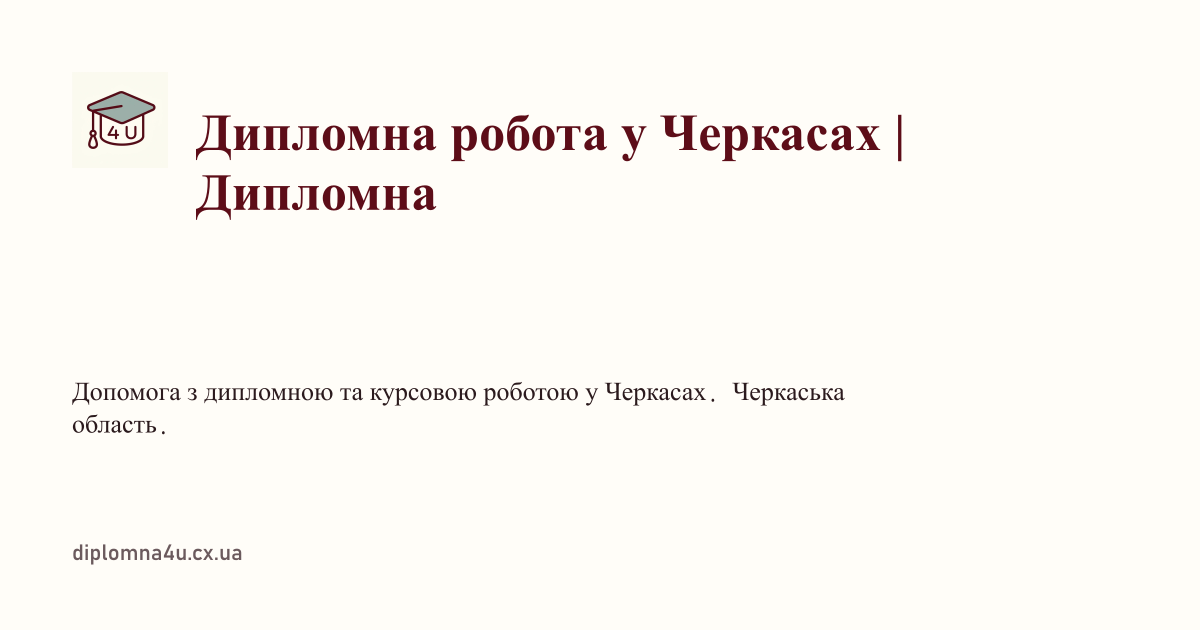 4 U
Дипломна робота у Черкасах |
Дипломна
Допомога з дипломною та курсовою роботою у Черкасах. Черкаська
область.
diplomna4u.cx.ua